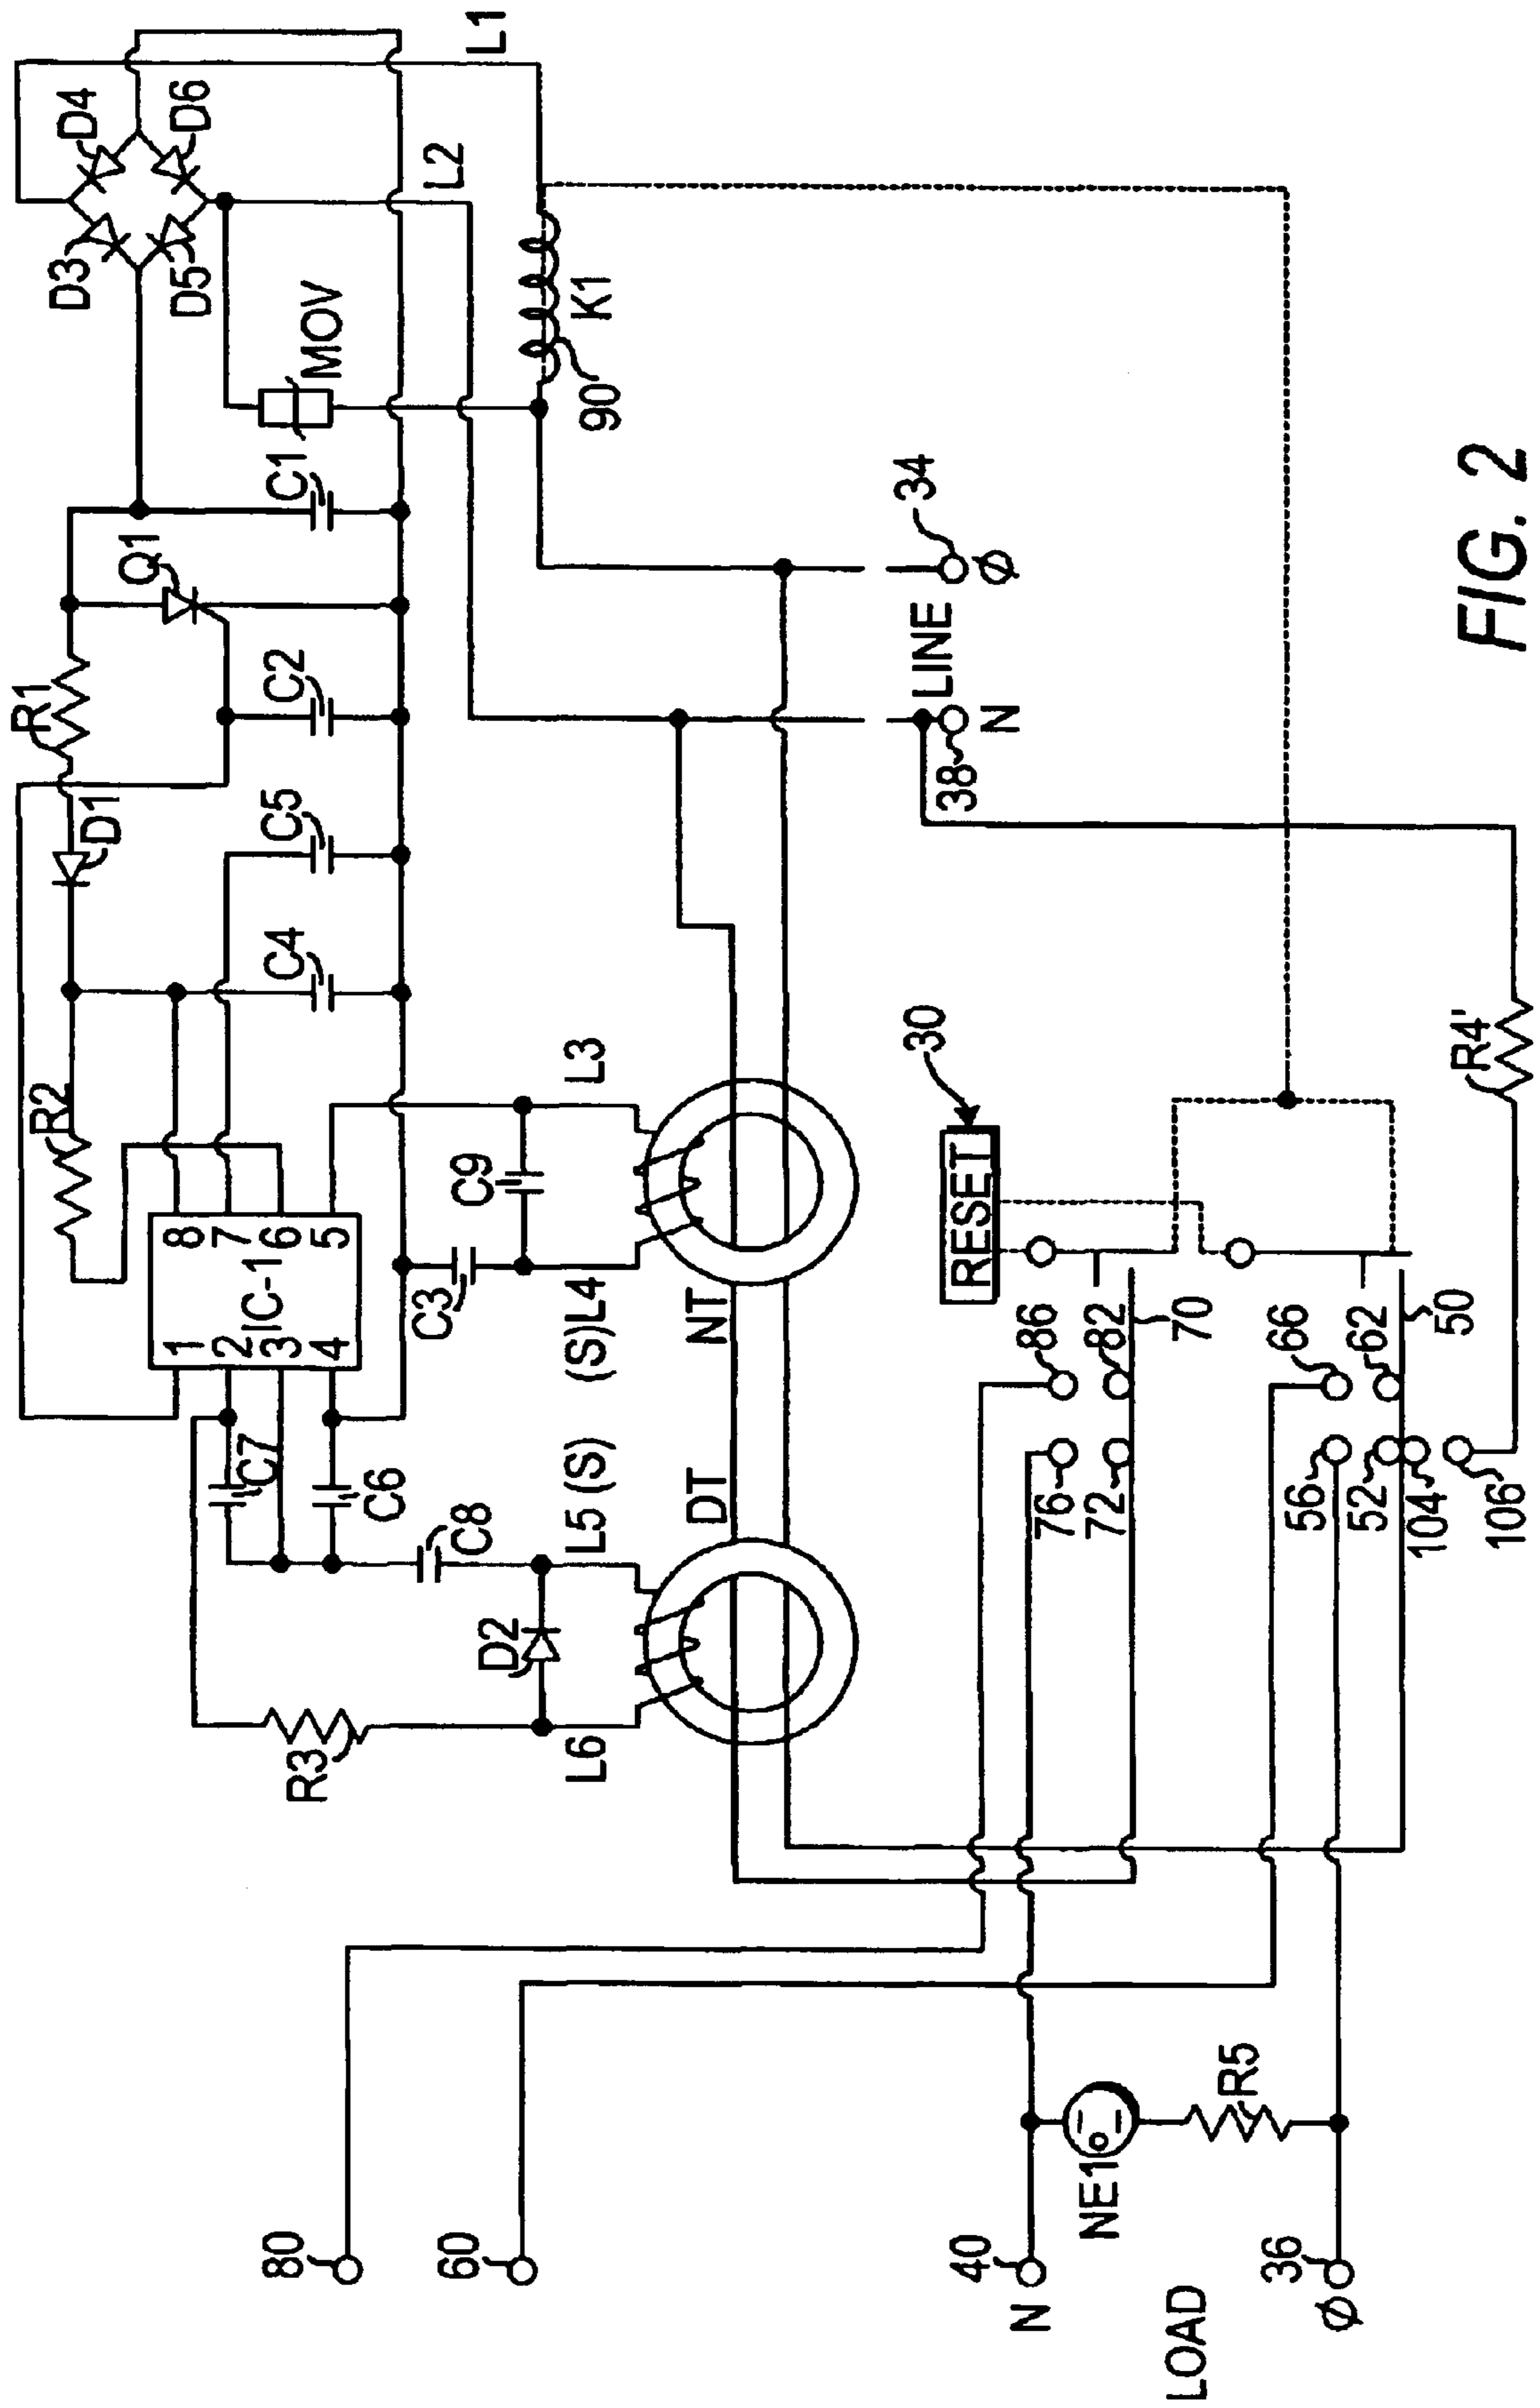 80
60
40
N
NE1
R5
36
Ø
LOAD
R3
L6
D2
C8
L5 (S)
C6
C7
DT
1
2
3
4
IC-1
8
7
6
5
R2
C3
C9
(S)L4
L3
NT
C4
C5
C2
C1
D1
R1
Q1
MOV
D3
D4
D5
D6
L1
L2
K1
90
34
Ø
LINE
38
N
RESET
30
86
82
76
72
70
66
62
56
52
50
104
106
R4'
FIG. 2